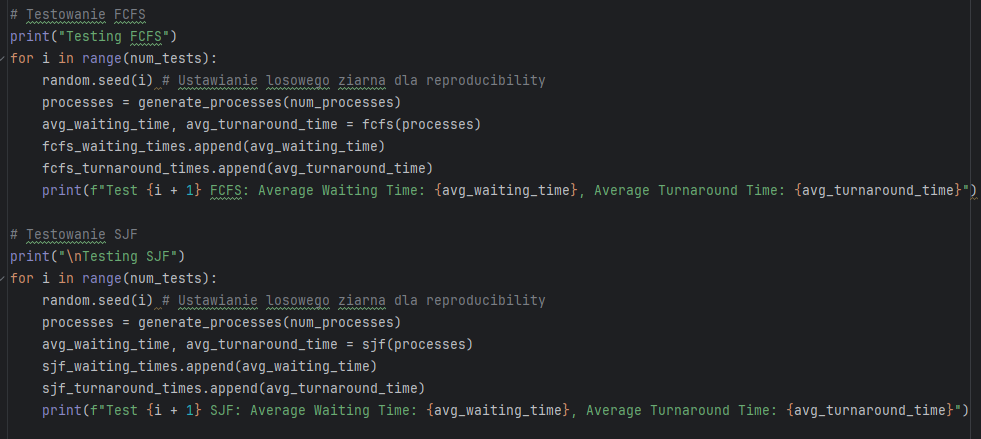 # Testowanie FCFS
print("Testing FCFS")
for i in range(num_tests):
    random.seed(i) # Ustawianie losowego ziarna dla reproducibility
    processes = generate_processes(num_processes)
    avg_waiting_time, avg_turnaround_time = fcfs(processes)
    fcfs_waiting_times.append(avg_waiting_time)
    fcfs_turnaround_times.append(avg_turnaround_time)
    print(f"Test {i + 1} FCFS: Average Waiting Time: {avg_waiting_time}, Average Turnaround Time: {avg_turnaround_time}")

# Testowanie SJF
print("\nTesting SJF")
for i in range(num_tests):
    random.seed(i) # Ustawianie losowego ziarna dla reproducibility
    processes = generate_processes(num_processes)
    avg_waiting_time, avg_turnaround_time = sjf(processes)
    sjf_waiting_times.append(avg_waiting_time)
    sjf_turnaround_times.append(avg_turnaround_time)
    print(f"Test {i + 1} SJF: Average Waiting Time: {avg_waiting_time}, Average Turnaround Time: {avg_turnaround_time}")